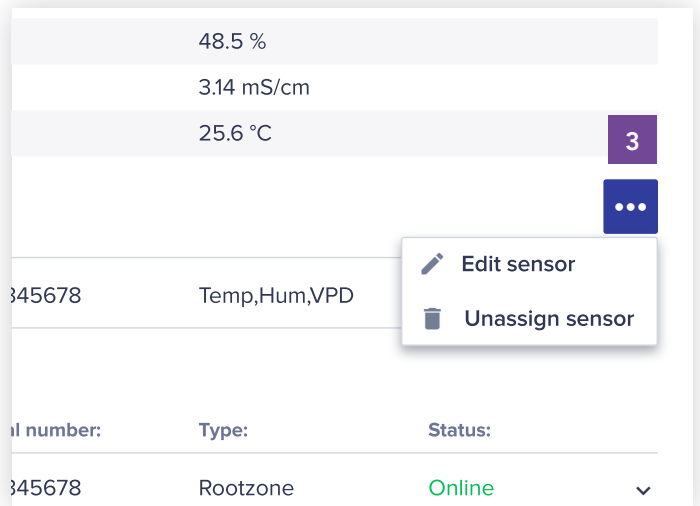 48.5 %
3.14 mS/cm
25.6 °C
3
Edit sensor
345678 Temp,Hum,VPD
Unassign sensor
number: Type: Status:
345678 Rootzone Online